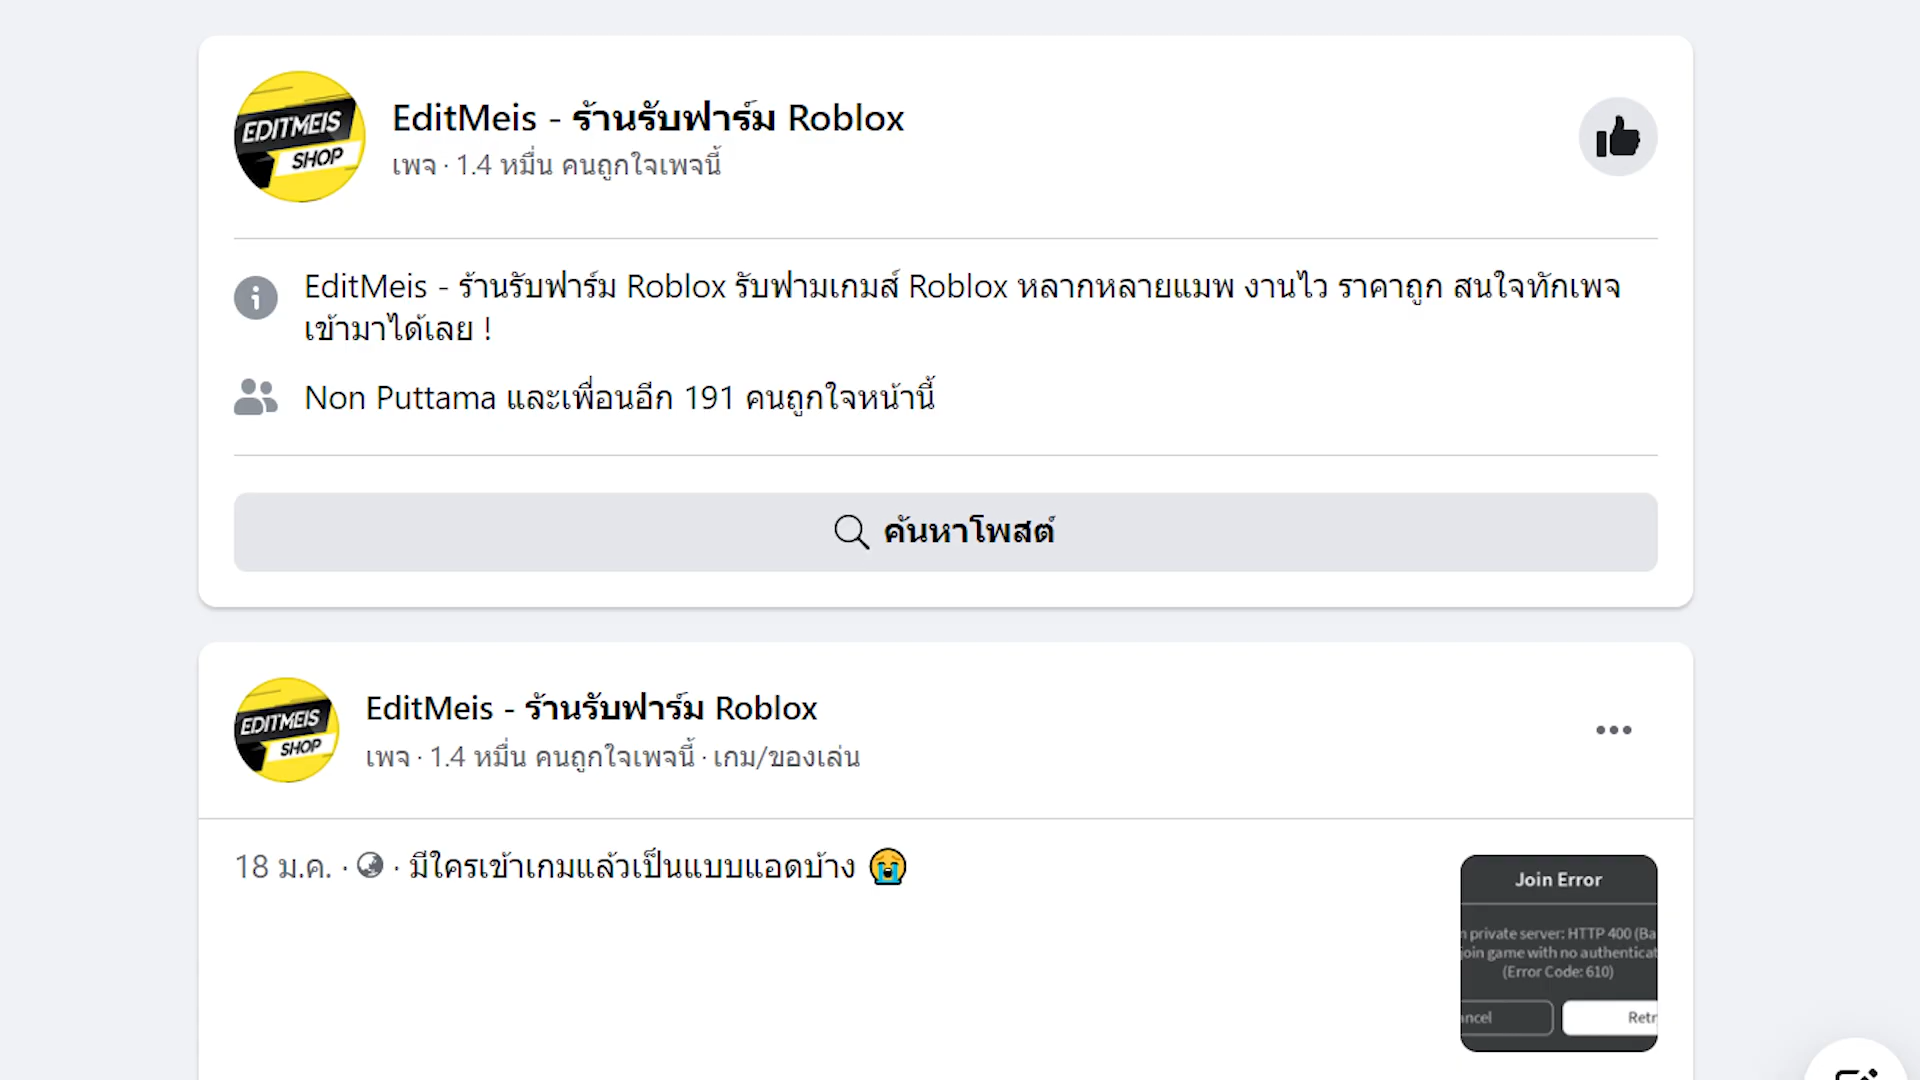 EDITMEIS
SHOP
EditMeis - ร้านรับฟาร์ม Roblox
เพจ · 1.4 หมื่น คนถูกใจเพจนี้
EditMeis - ร้านรับฟาร์ม Roblox รับฟามเกมส์ Roblox หลากหลายแมพ งานไว ราคาถูก สนใจทักเพจ
เข้ามาได้เลย !
Non Puttama และเพื่อนอีก 191 คนถูกใจหน้านี้
ค้นหาโพสต์
EDITMEIS
SHOP
EditMeis - ร้านรับฟาร์ม Roblox
เพจ · 1.4 หมื่น คนถูกใจเพจนี้ · เกม/ของเล่น
18 ม.ค. · มีใครเข้าเกมแล้วเป็นแบบแอดบ้าง 😭
Join Error
private server: HTTP 400 (Ba
join game with no authenticat
(Error Code: 610)
ncel
Retr